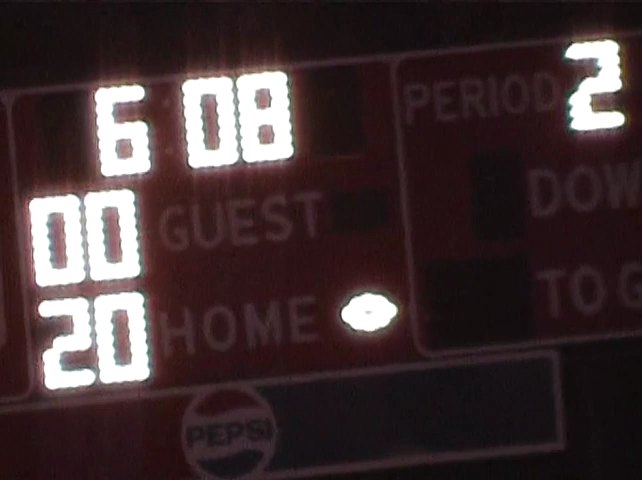 6:08 PERIOD 2
00 GUEST DOW
20 HOME TO G
PEPSI